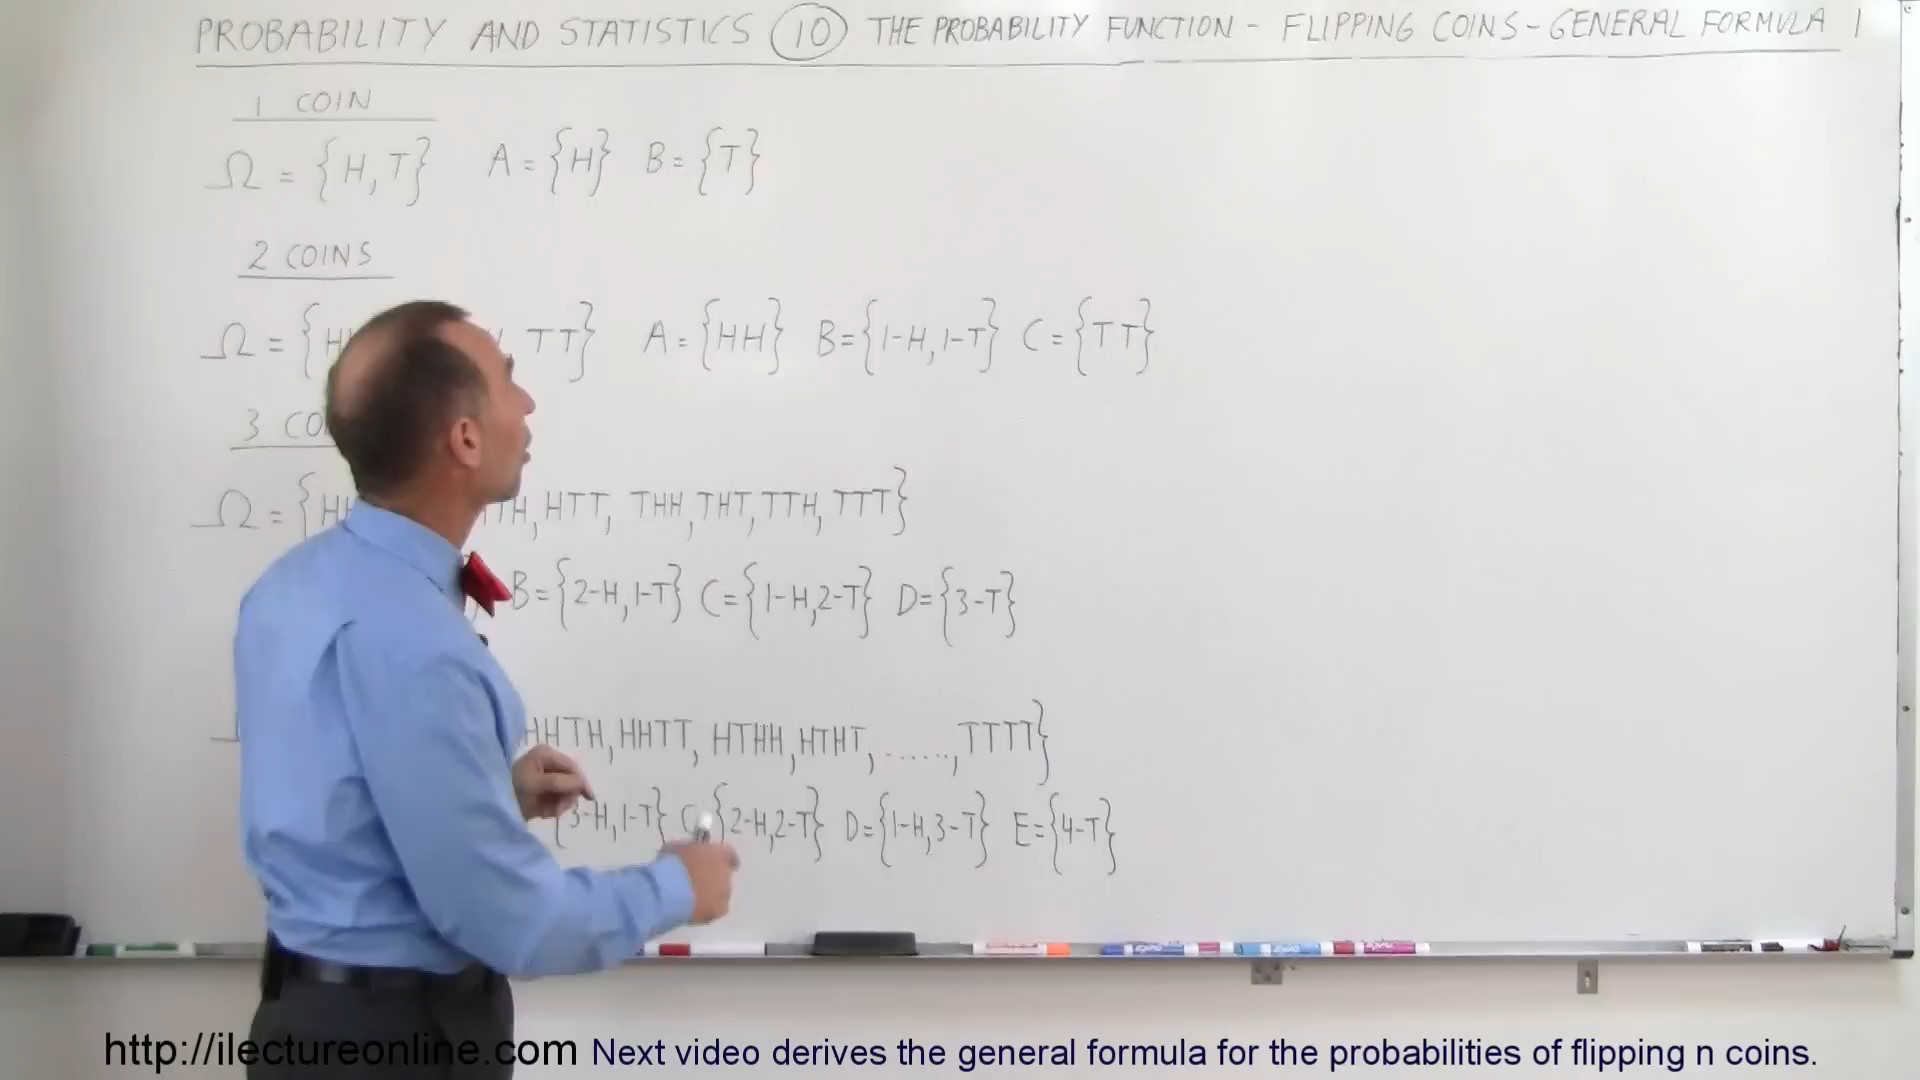 PROBABILITY AND STATISTICS 10 THE PROBABILITY FUNCTION - FLIPPING COINS - GENERAL FORMULA 1
1 COIN
Ω = {H, T} A = {H} B = {T}
2 COINS
Ω = {H , TT} A = {HH} B = {1-H, 1-T} C = {TT}
3 CO
Ω = {H TH, HTT, THH, THT, TTH, TTT}
B = {2-H, 1-T} C = {1-H, 2-T} D = {3-T}
HHTH, HHTT, HTHH, HTHT, ......, TTTT}
{3-H, 1-T} C {2-H, 2-T} D = {1-H, 3-T} E = {4-T}
http://ilectureonline.com Next video derives the general formula for the probabilities of flipping n coins.